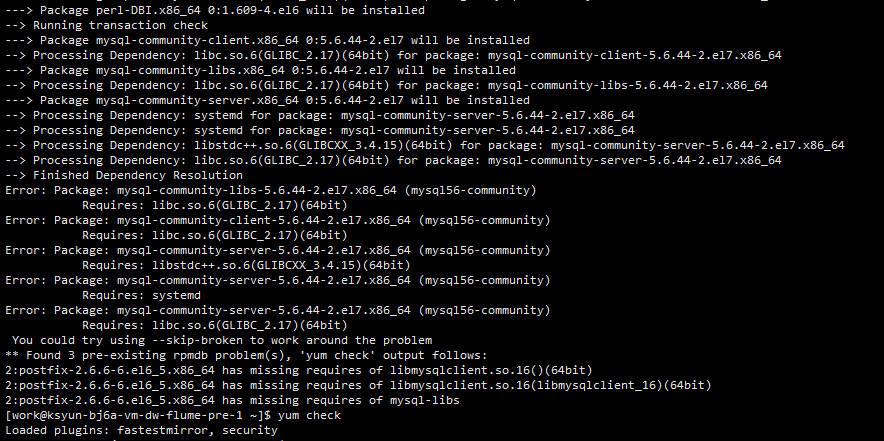 ---> Package perl-DBI.x86_64 0:1.609-4.el6 will be installed
--> Running transaction check
---> Package mysql-community-client.x86_64 0:5.6.44-2.el7 will be installed
--> Processing Dependency: libc.so.6(GLIBC_2.17)(64bit) for package: mysql-community-client-5.6.44-2.el7.x86_64
---> Package mysql-community-libs.x86_64 0:5.6.44-2.el7 will be installed
--> Processing Dependency: libc.so.6(GLIBC_2.17)(64bit) for package: mysql-community-libs-5.6.44-2.el7.x86_64
---> Package mysql-community-server.x86_64 0:5.6.44-2.el7 will be installed
--> Processing Dependency: systemd for package: mysql-community-server-5.6.44-2.el7.x86_64
--> Processing Dependency: systemd for package: mysql-community-server-5.6.44-2.el7.x86_64
--> Processing Dependency: libstdc++.so.6(GLIBCXX_3.4.15)(64bit) for package: mysql-community-server-5.6.44-2.el7.x86_64
--> Processing Dependency: libc.so.6(GLIBC_2.17)(64bit) for package: mysql-community-server-5.6.44-2.el7.x86_64
--> Finished Dependency Resolution
Error: Package: mysql-community-libs-5.6.44-2.el7.x86_64 (mysql56-community)
Requires: libc.so.6(GLIBC_2.17)(64bit)
Error: Package: mysql-community-client-5.6.44-2.el7.x86_64 (mysql56-community)
Requires: libc.so.6(GLIBC_2.17)(64bit)
Error: Package: mysql-community-server-5.6.44-2.el7.x86_64 (mysql56-community)
Requires: libstdc++.so.6(GLIBCXX_3.4.15)(64bit)
Error: Package: mysql-community-server-5.6.44-2.el7.x86_64 (mysql56-community)
Requires: systemd
Error: Package: mysql-community-server-5.6.44-2.el7.x86_64 (mysql56-community)
Requires: libc.so.6(GLIBC_2.17)(64bit)
You could try using --skip-broken to work around the problem
** Found 3 pre-existing rpmdb problem(s), 'yum check' output follows:
2:postfix-2.6.6-6.el6_5.x86_64 has missing requires of libmysqlclient.so.16()(64bit)
2:postfix-2.6.6-6.el6_5.x86_64 has missing requires of libmysqlclient.so.16(libmysqlclient_16)(64bit)
2:postfix-2.6.6-6.el6_5.x86_64 has missing requires of mysql-libs
[work@ksyun-bj6a-vm-dw-flume-pre-1 ~]$ yum check
Loaded plugins: fastestmirror, security